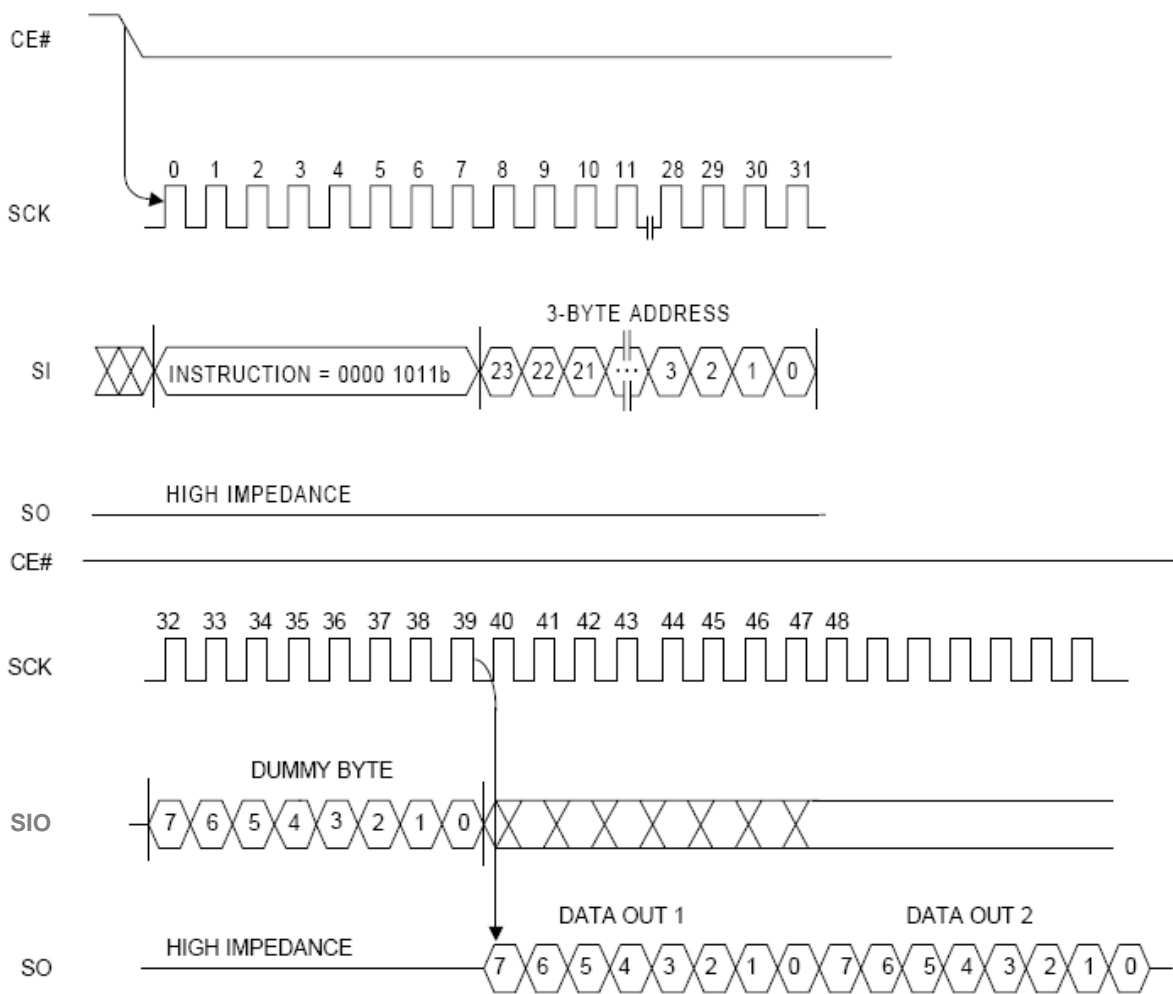 CE#
0 1 2 3 4 5 6 7 8 9 10 11 28 29 30 31
SCK
3-BYTE ADDRESS
SI INSTRUCTION = 0000 1011b 23 22 21 ... 3 2 1 0
HIGH IMPEDANCE
SO
CE#
32 33 34 35 36 37 38 39 40 41 42 43 44 45 46 47 48
SCK
DUMMY BYTE
SIO 7 6 5 4 3 2 1 0
DATA OUT 1 DATA OUT 2
HIGH IMPEDANCE
SO 7 6 5 4 3 2 1 0 7 6 5 4 3 2 1 0